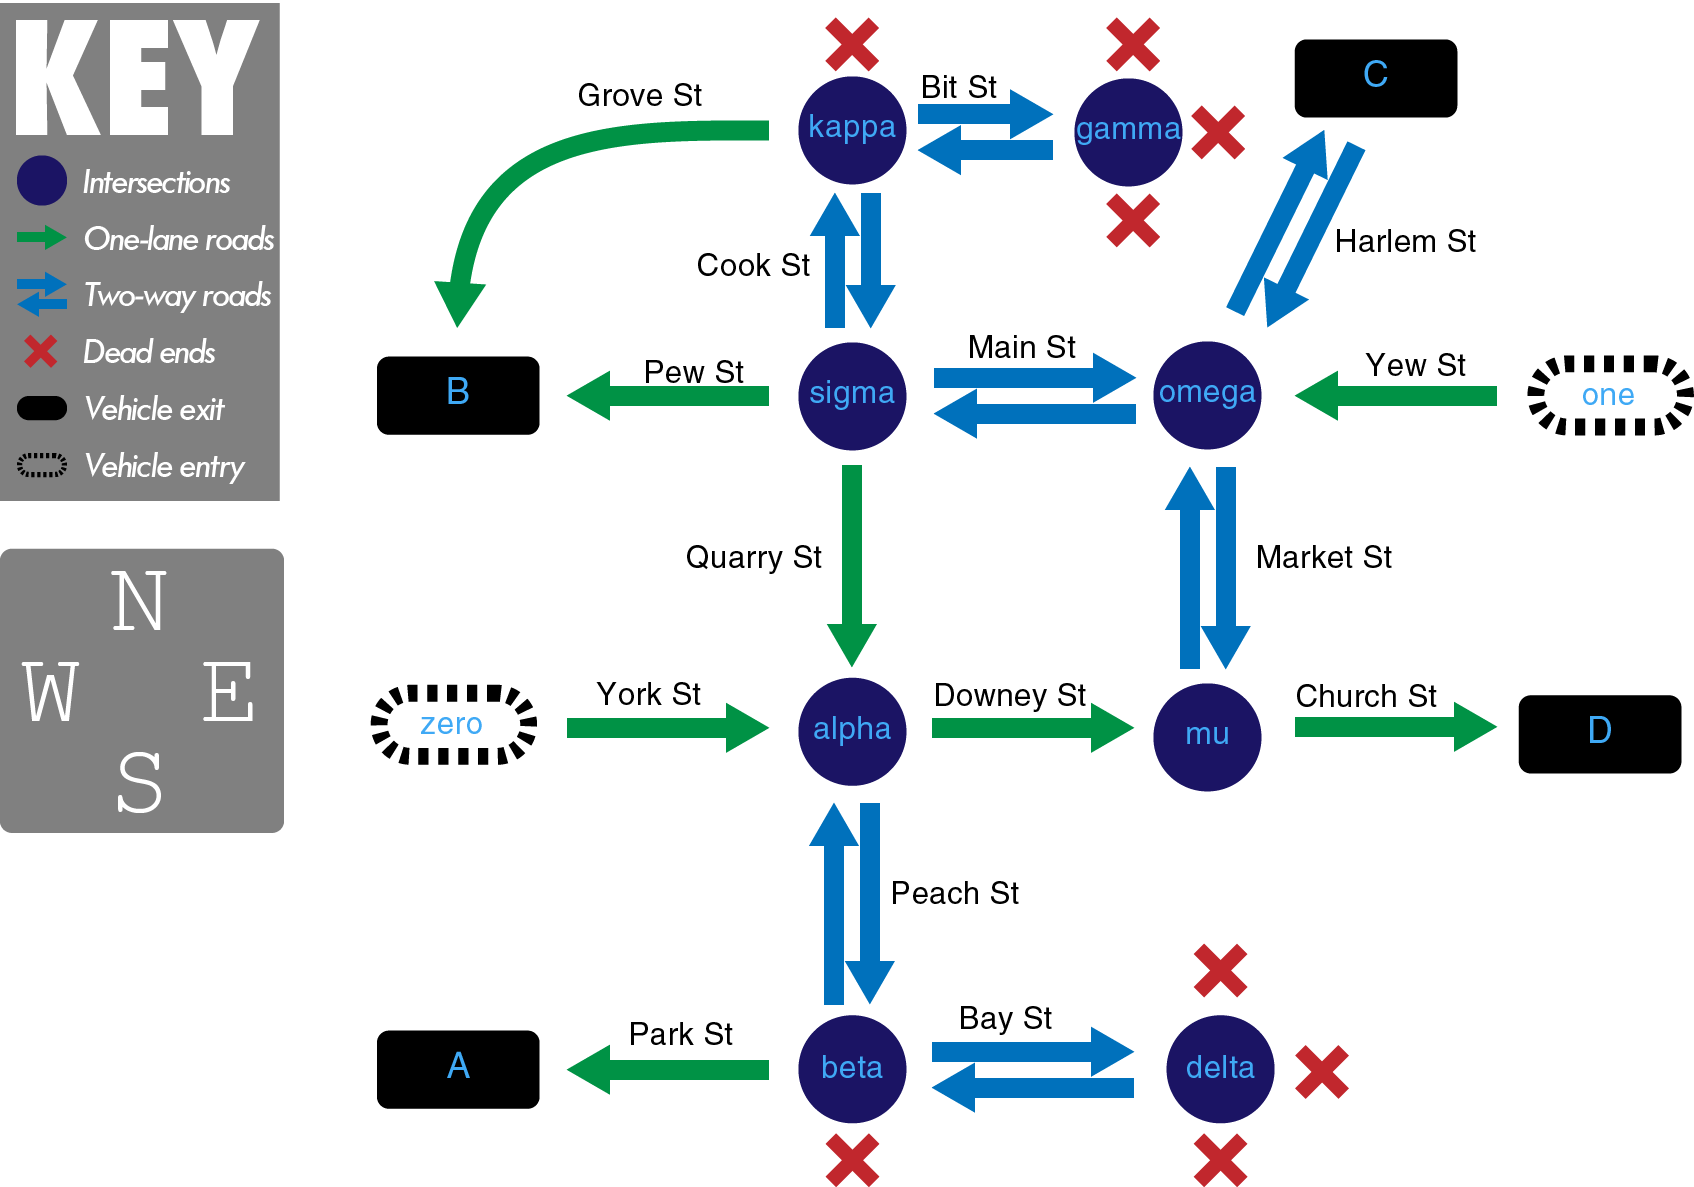 KEY
Intersections
One-lane roads
Two-way roads
Dead ends
Vehicle exit
Vehicle entry
N
W E
S
Grove St
kappa
Bit St
gamma
C
Cook St
Harlem St
B
Pew St
sigma
Main St
omega
Yew St
one
Quarry St
Market St
zero
York St
alpha
Downey St
mu
Church St
D
Peach St
A
Park St
beta
Bay St
delta